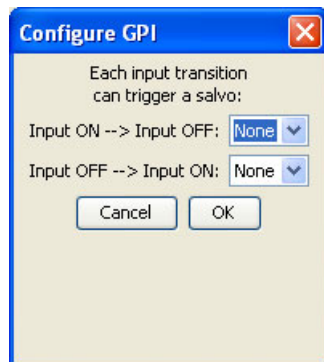 Configure GPI
Each input transition
can trigger a salvo:
Input ON --> Input OFF: None
Input OFF --> Input ON: None
Cancel OK